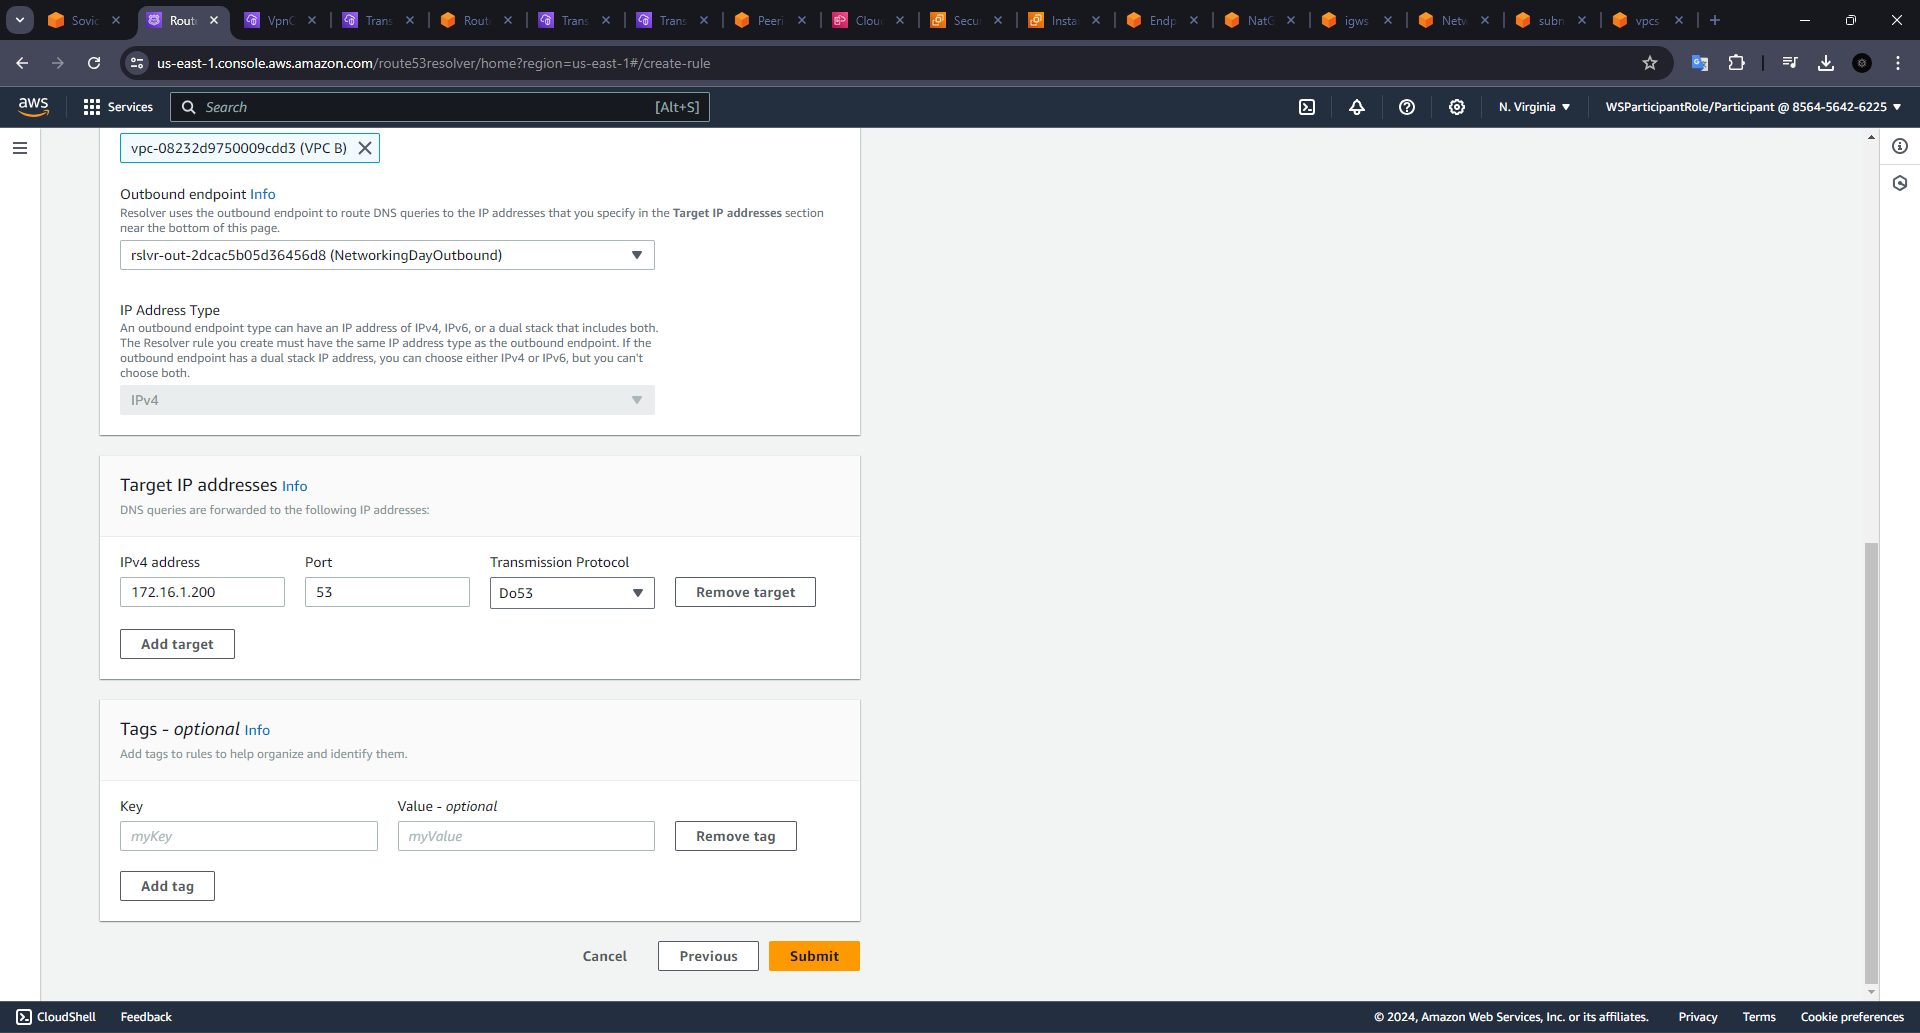 Sovic
Rout
VpnC
Trans
Rout
Trans
Trans
Peeri
Clou
Secu
Insta
Endp
NatG
igws
Netw
subn
vpcs
us-east-1.console.aws.amazon.com/route53resolver/home?region=us-east-1#/create-rule
aws
Services
Search
[Alt+S]
N. Virginia
WSParticipantRole/Participant @ 8564-5642-6225
vpc-08232d9750009cdd3 (VPC B)
Outbound endpoint Info
Resolver uses the outbound endpoint to route DNS queries to the IP addresses that you specify in the Target IP addresses section
near the bottom of this page.
rslvr-out-2dcac5b05d36456d8 (NetworkingDayOutbound)
IP Address Type
An outbound endpoint type can have an IP address of IPv4, IPv6, or a dual stack that includes both.
The Resolver rule you create must have the same IP address type as the outbound endpoint. If the
outbound endpoint has a dual stack IP address, you can choose either IPv4 or IPv6, but you can't
choose both.
IPv4
Target IP addresses Info
DNS queries are forwarded to the following IP addresses:
IPv4 address
Port
Transmission Protocol
172.16.1.200
53
Do53
Remove target
Add target
Tags - optional Info
Add tags to rules to help organize and identify them.
Key
Value - optional
myKey
myValue
Remove tag
Add tag
Cancel
Previous
Submit
CloudShell
Feedback
© 2024, Amazon Web Services, Inc. or its affiliates.
Privacy
Terms
Cookie preferences